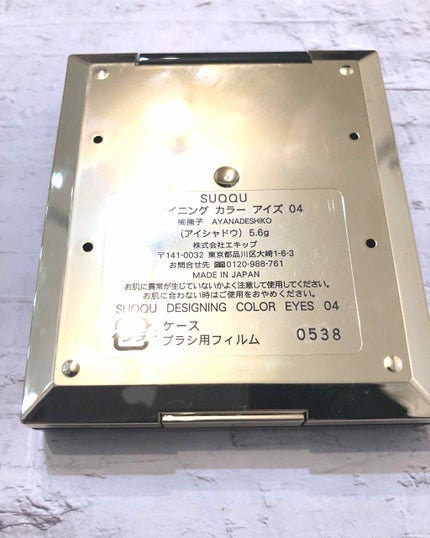 SUQQU
イニング カラー アイズ 04
絢撫子 AYANADESHIKO
(アイシャドウ) 5.6g
株式会社エキップ
〒141-0032 東京都品川区大崎1-6-3
お問合せ先 0120-988-761
MADE IN JAPAN
お肌に異常が生じていないかよく注意して使用してください。
お肌に合わない時はご使用をおやめください。
SUQQU DESIGNING COLOR EYES 04
ケース
ブラシ用フィルム
0538